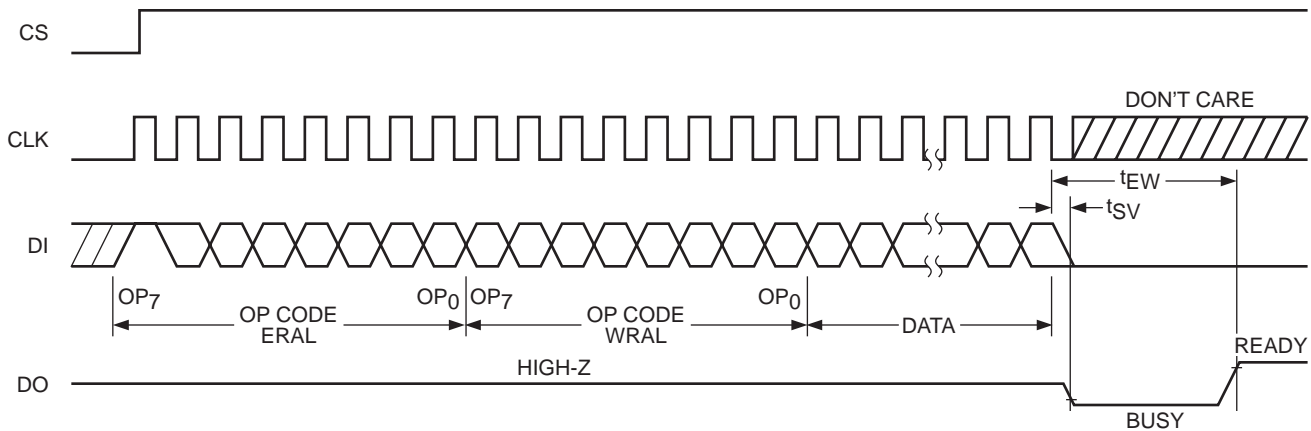 CS
DON'T CARE
CLK
tEW
tSV
DI
OP7
OP0
OP7
OP0
OP CODE
ERAL
OP CODE
WRAL
DATA
READY
HIGH-Z
DO
BUSY